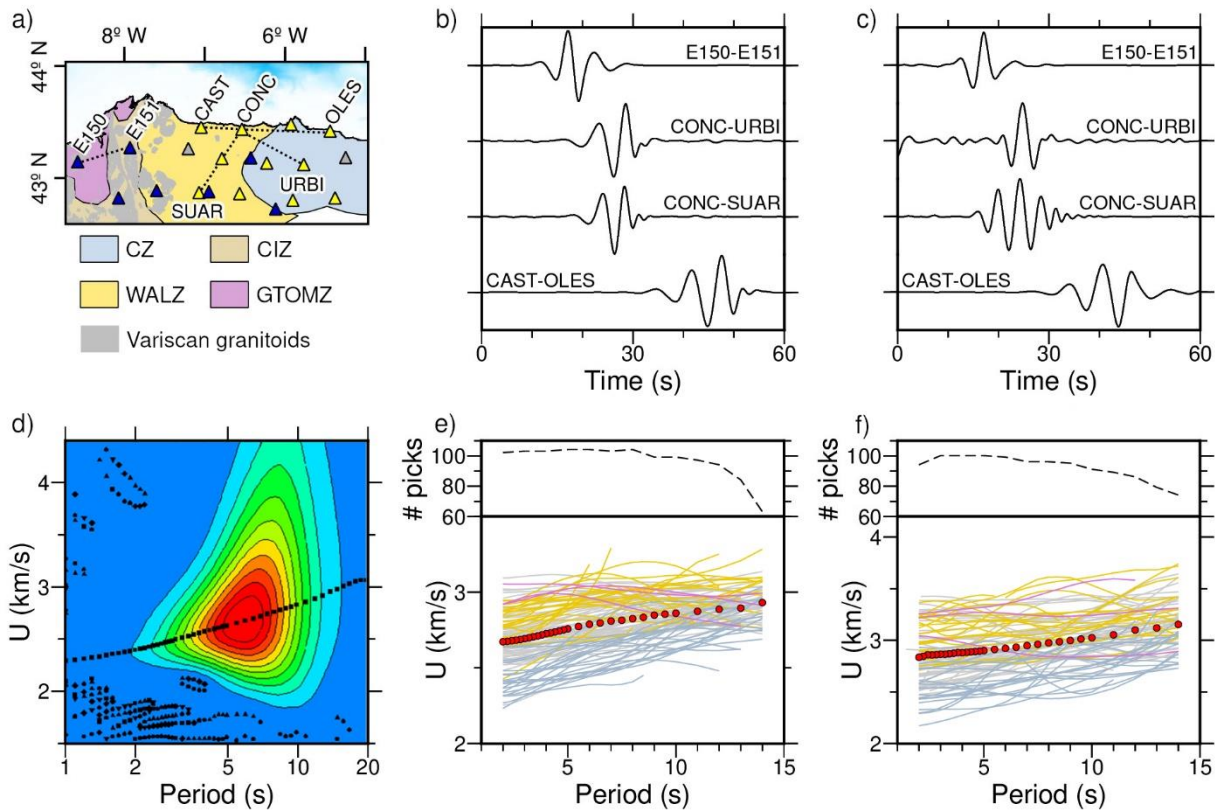 a)
8º W
6º W
44º N
43º N
E150
E151
CAST
CONC
OLES
URBI
SUAR
CZ
CIZ
WALZ
GTOMZ
Variscan granitoids
b)
E150-E151
CONC-URBI
CONC-SUAR
CAST-OLES
0
30
60
Time (s)
c)
E150-E151
CONC-URBI
CONC-SUAR
CAST-OLES
0
30
60
Time (s)
d)
4
3
2
U (km/s)
1
2
5
10
20
Period (s)
e)
100
80
60
# picks
3
2
U (km/s)
5
10
15
Period (s)
f)
100
80
60
# picks
4
3
2
U (km/s)
5
10
15
Period (s)